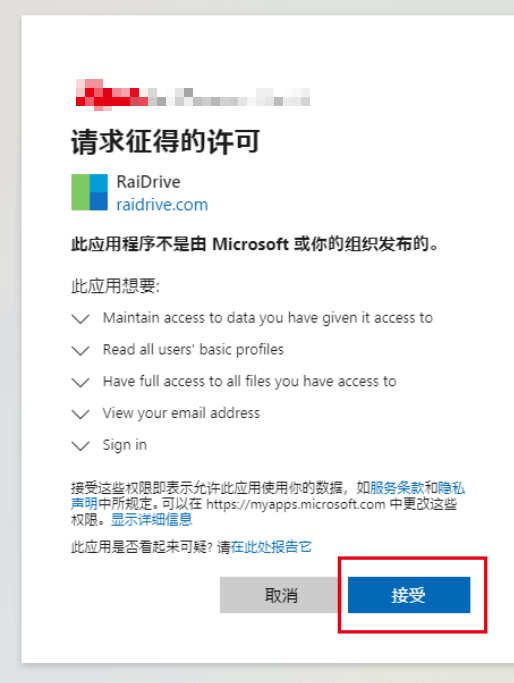 请求征得的许可
RaiDrive
raidrive.com
此应用程序不是由 Microsoft 或你的组织发布的。
此应用想要:
Maintain access to data you have given it access to
Read all users' basic profiles
Have full access to all files you have access to
View your email address
Sign in
接受这些权限即表示允许此应用使用你的数据，如服务条款和隐私
声明中所规定。可以在 https://myapps.microsoft.com 中更改这些
权限。显示详细信息
此应用是否看起来可疑? 请在此处报告它
取消
接受